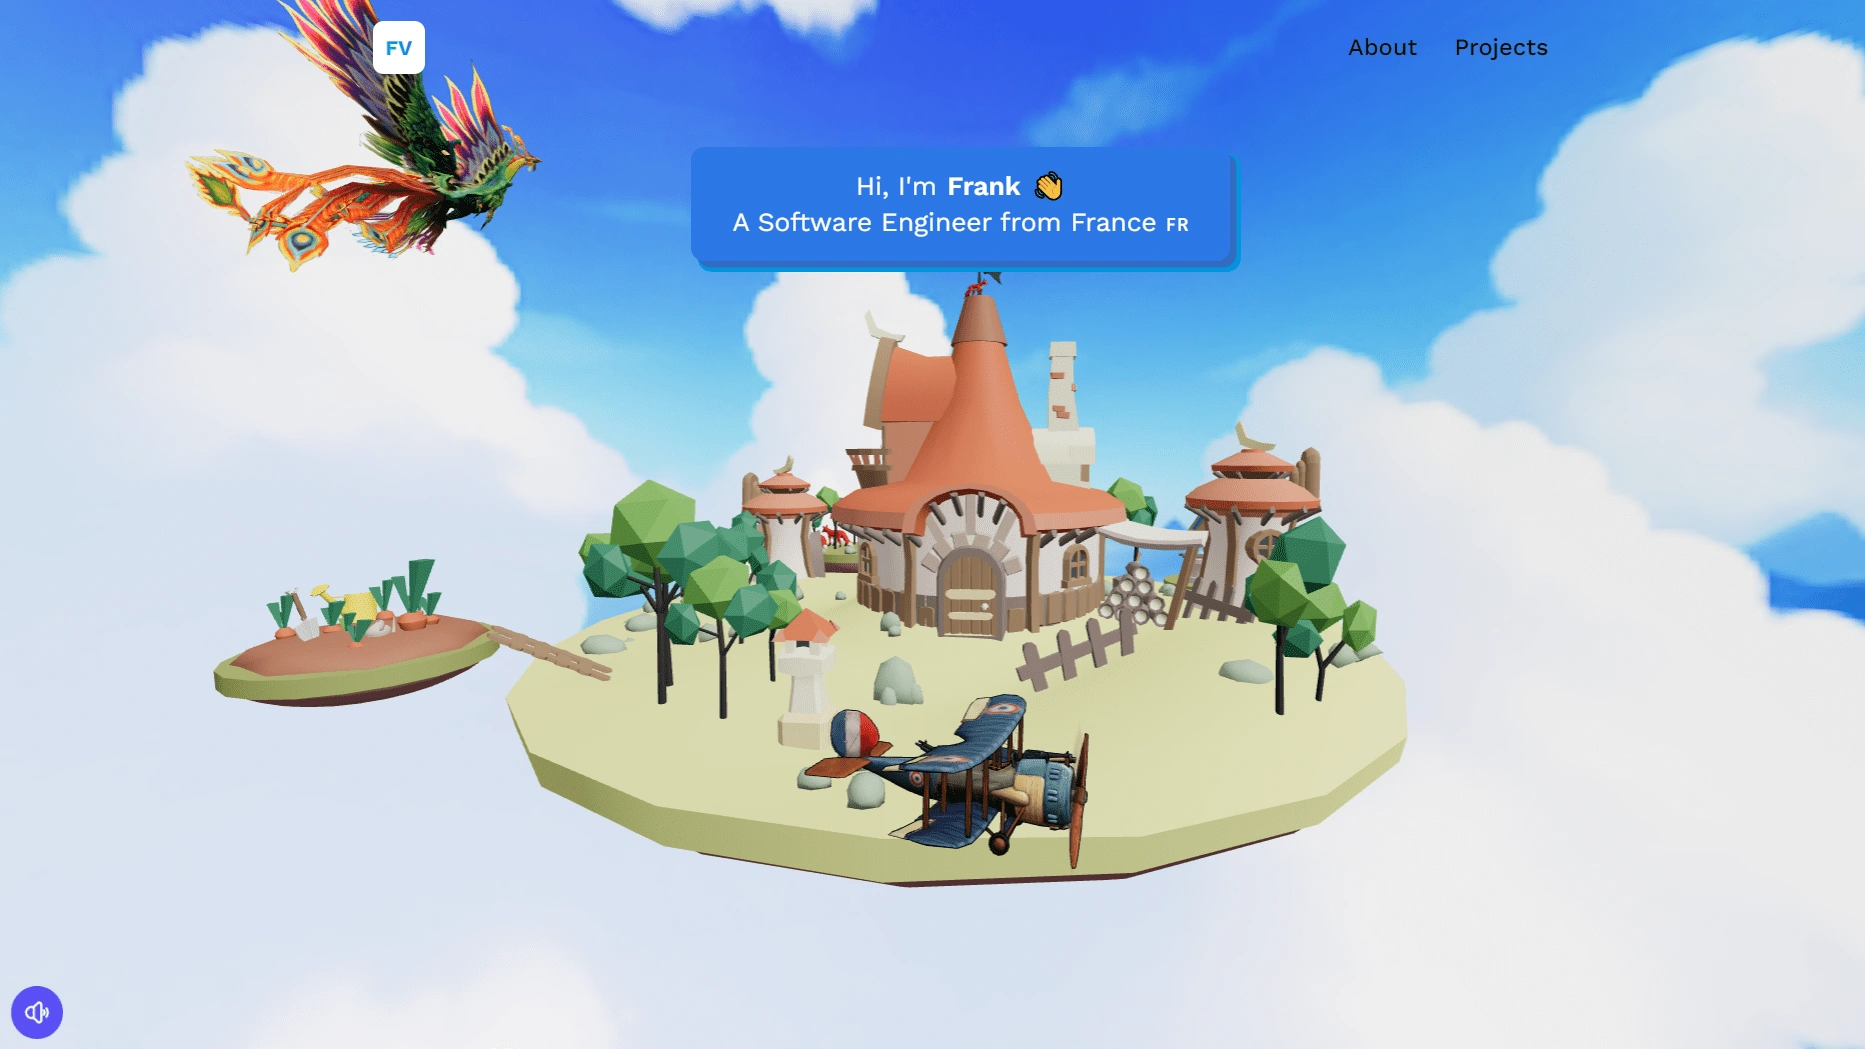 FV
About
Projects
Hi, I'm Frank 👋
A Software Engineer from France FR